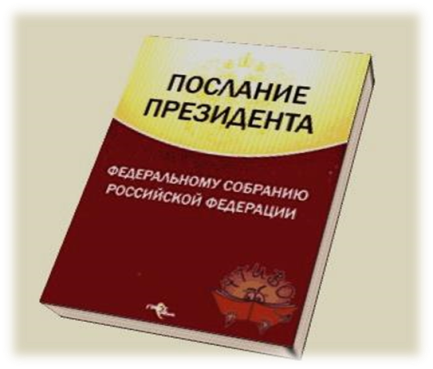 ПОСЛАНИЕ
ПРЕЗИДЕНТА
ФЕДЕРАЛЬНОМУ СОБРАНИЮ
РОССИЙСКОЙ ФЕДЕРАЦИИ